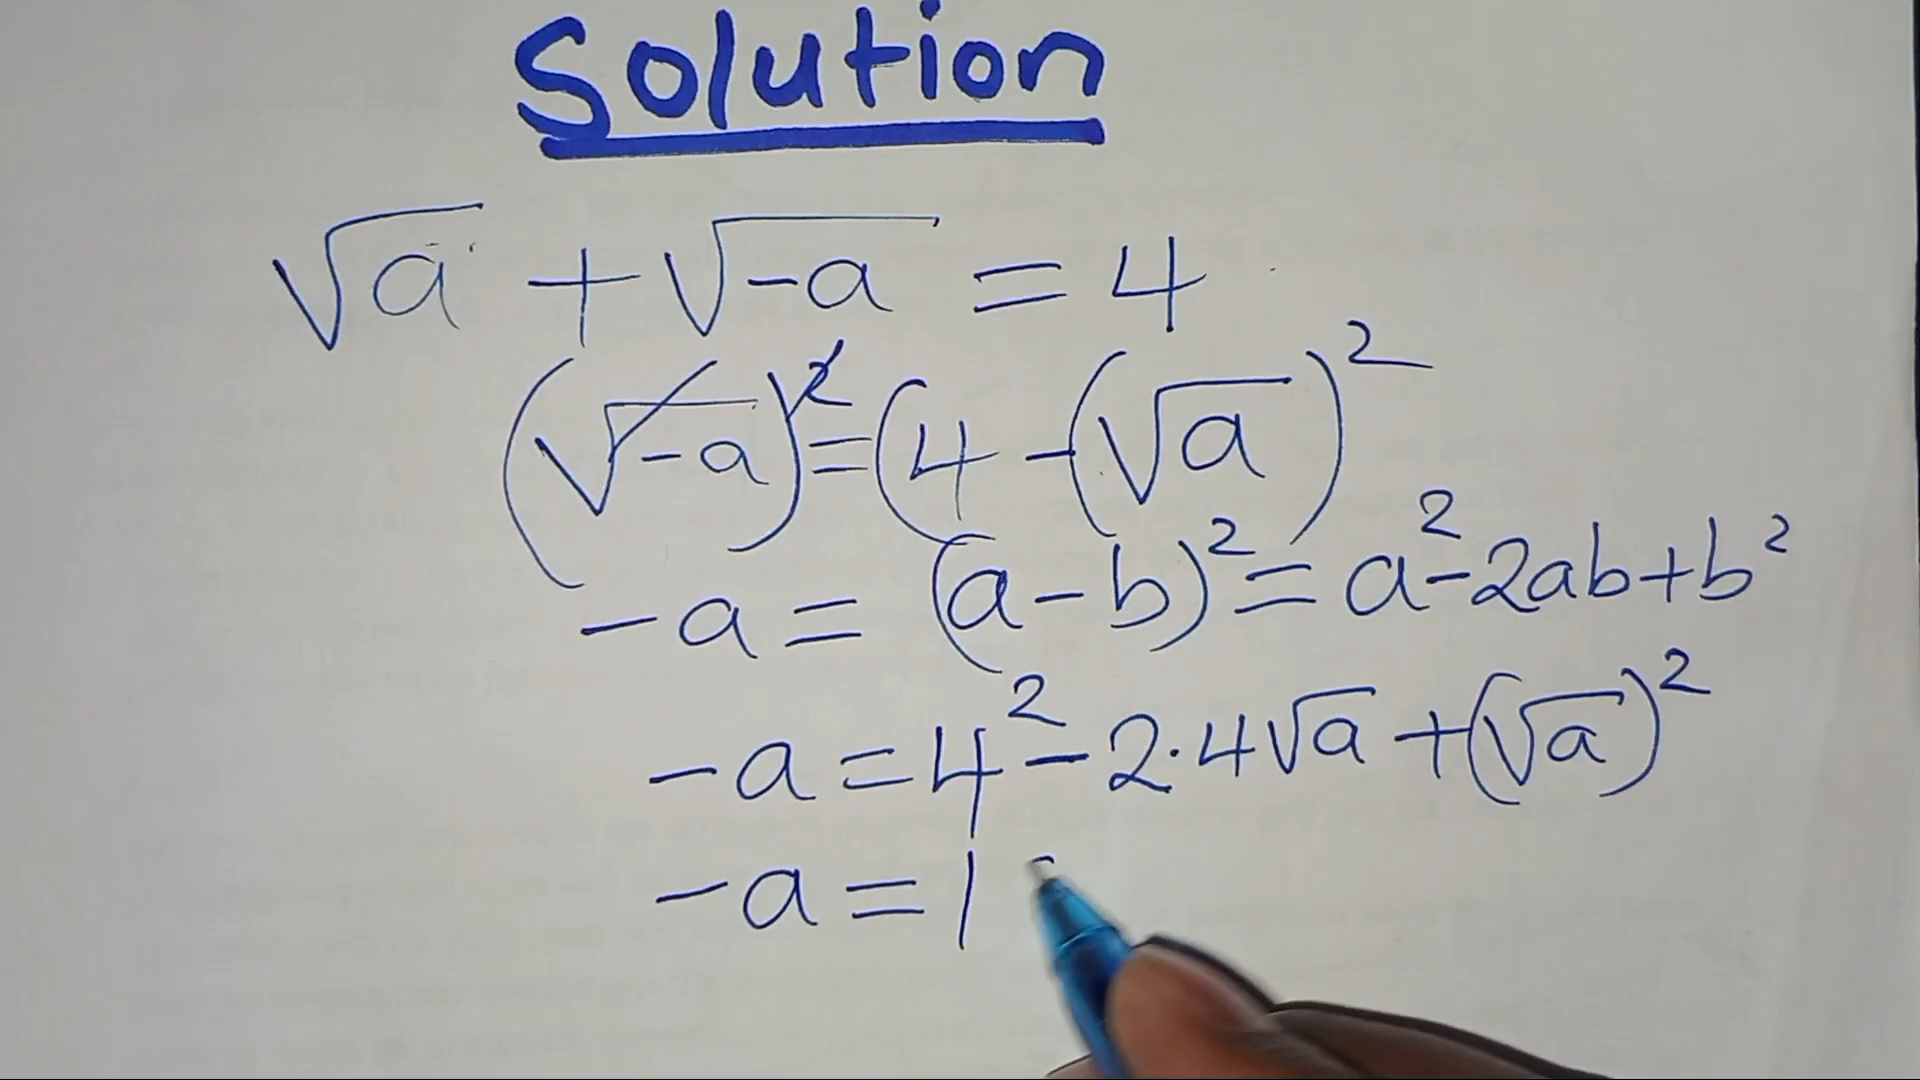 Solution
√a + √-a = 4
(√-a)² = (4 - (√a)²
-a = (a - b)² = a² - 2ab + b²
-a = 4² - 2·4√a + (√a)²
-a = 1